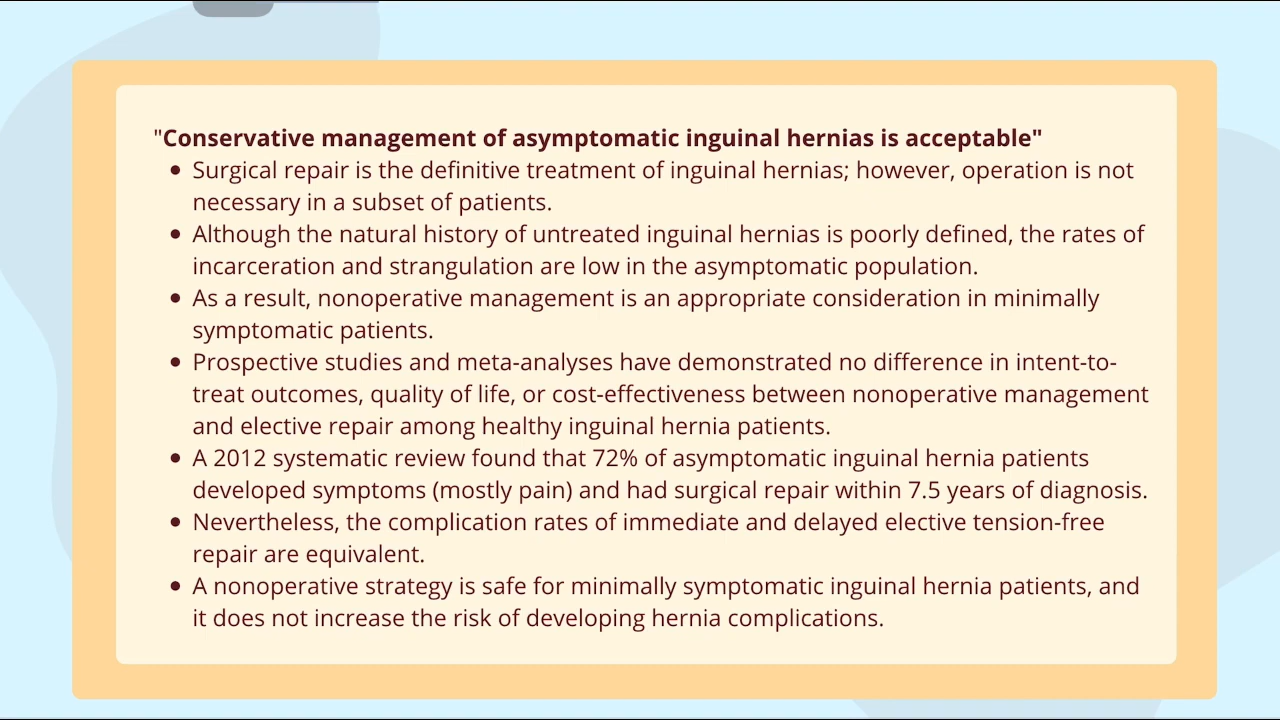 "Conservative management of asymptomatic inguinal hernias is acceptable"
• Surgical repair is the definitive treatment of inguinal hernias; however, operation is not
necessary in a subset of patients.
• Although the natural history of untreated inguinal hernias is poorly defined, the rates of
incarceration and strangulation are low in the asymptomatic population.
• As a result, nonoperative management is an appropriate consideration in minimally
symptomatic patients.
• Prospective studies and meta-analyses have demonstrated no difference in intent-to-
treat outcomes, quality of life, or cost-effectiveness between nonoperative management
and elective repair among healthy inguinal hernia patients.
• A 2012 systematic review found that 72% of asymptomatic inguinal hernia patients
developed symptoms (mostly pain) and had surgical repair within 7.5 years of diagnosis.
• Nevertheless, the complication rates of immediate and delayed elective tension-free
repair are equivalent.
• A nonoperative strategy is safe for minimally symptomatic inguinal hernia patients, and
it does not increase the risk of developing hernia complications.